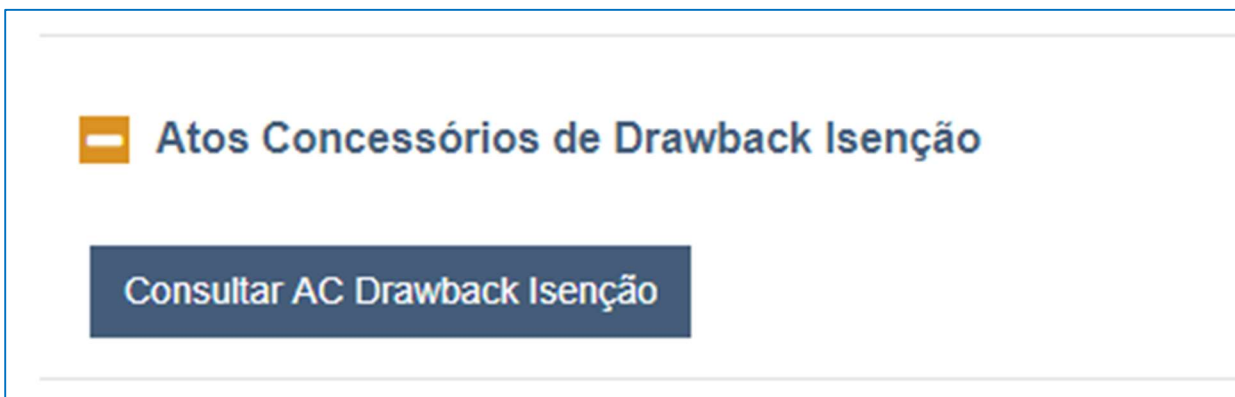 Atos Concessórios de Drawback Isenção
Consultar AC Drawback Isenção